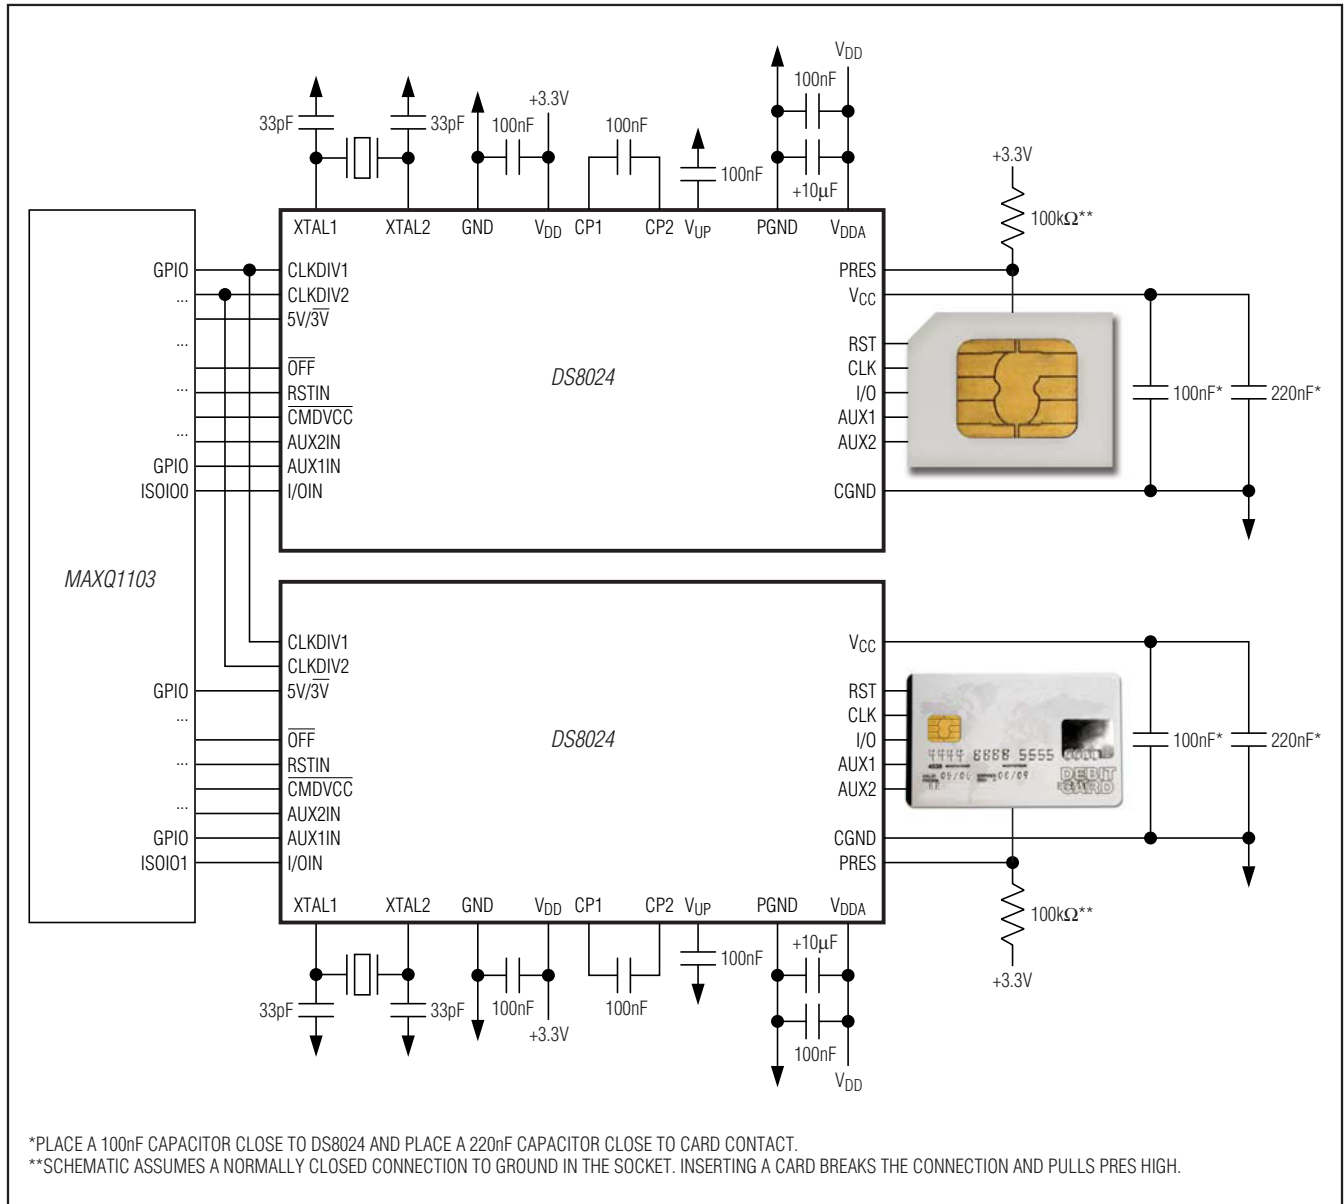 V_DD
100nF
+3.3V
33pF
33pF
100nF
100nF
100nF
+10μF
+3.3V
100kΩ**
XTAL1 XTAL2 GND V_DD CP1 CP2 V_UP PGND V_DDA
GPIO CLKDIV1 PRES
... CLKDIV2 V_CC
5V/3V̅
... RST
O̅F̅F̅ CLK
... RSTIN I/O
C̅M̅D̅V̅C̅C̅ AUX1
... AUX2IN AUX2
GPIO AUX1IN
ISOIO0 I/OIN CGND
DS8024
100nF* 220nF*
MAXQ1103
CLKDIV1 V_CC
CLKDIV2
GPIO 5V/3V̅ RST
... CLK
O̅F̅F̅ I/O
... RSTIN AUX1
C̅M̅D̅V̅C̅C̅ AUX2
... AUX2IN
GPIO AUX1IN CGND
ISOIO1 I/OIN PRES
DS8024
4444 8888 5555
DEBIT
CARD
100nF* 220nF*
XTAL1 XTAL2 GND V_DD CP1 CP2 V_UP PGND V_DDA
100kΩ**
+3.3V
+10μF
100nF
33pF
33pF
100nF
100nF
+3.3V
100nF
V_DD
*PLACE A 100nF CAPACITOR CLOSE TO DS8024 AND PLACE A 220nF CAPACITOR CLOSE TO CARD CONTACT.
**SCHEMATIC ASSUMES A NORMALLY CLOSED CONNECTION TO GROUND IN THE SOCKET. INSERTING A CARD BREAKS THE CONNECTION AND PULLS PRES HIGH.